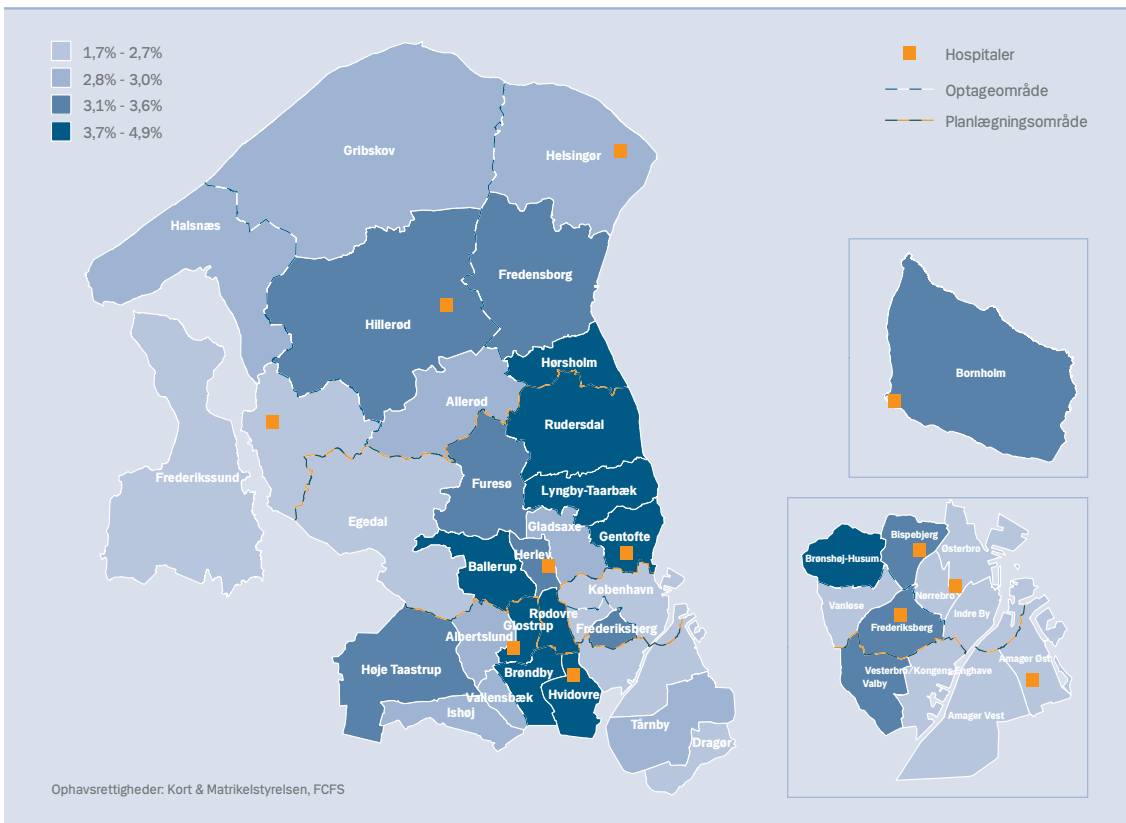 1,7% - 2,7%
2,8% - 3,0%
3,1% - 3,6%
3,7% - 4,9%
Hospitaler
Optageområde
Planlægningsområde
Gribskov
Helsingør
Halsnæs
Fredensborg
Hillerød
Hørsholm
Allerød
Rudersdal
Frederikssund
Furesø
Lyngby-Taarbæk
Egedal
Gladsaxe
Gentofte
Herlev
Ballerup
København
Rødovre
Glostrup
Frederiksberg
Albertslund
Høje Taastrup
Brøndby
Hvidovre
Vallensbæk
Ishøj
Tårnby
Dragør
Bornholm
Bispebjerg
Østerbro
Brønshøj-Husum
Nørrebro
Vanløse
Indre By
Frederiksberg
Amager Øst
Vesterbro/Kongens Enghave
Valby
Amager Vest
Ophavsrettigheder: Kort & Matrikelstyrelsen, FCFS